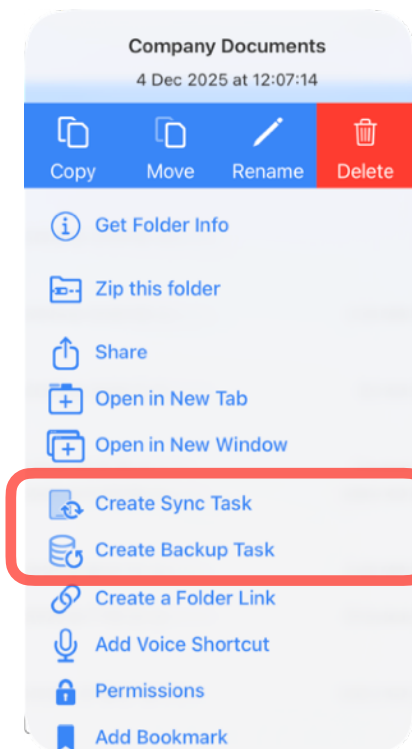 Company Documents
4 Dec 2025 at 12:07:14
Copy Move Rename Delete
Get Folder Info
Zip this folder
Share
Open in New Tab
Open in New Window
Create Sync Task
Create Backup Task
Create a Folder Link
Add Voice Shortcut
Permissions
Add Bookmark